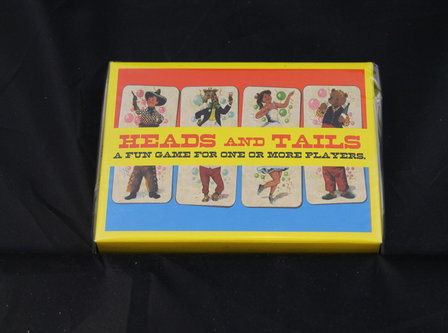 HEADS AND TAILS
A FUN GAME FOR ONE OR MORE PLAYERS.